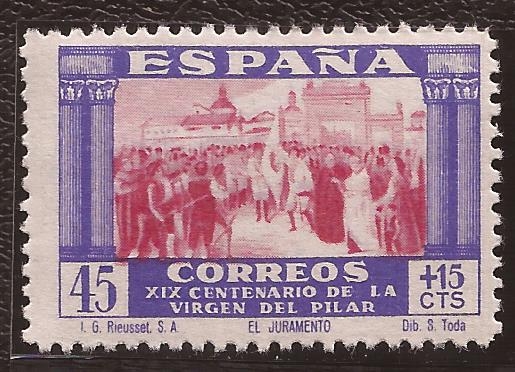 ESPAÑA
45
CORREOS
XIX CENTENARIO DE LA
VIRGEN DEL PILAR
+15
CTS
I. G. Rieusset, S. A.   EL JURAMENTO   Dib. S. Toda